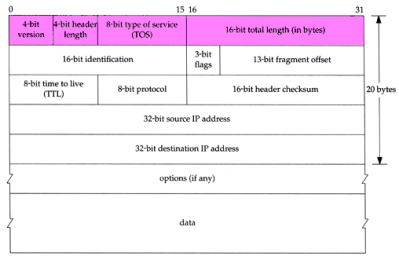 0 15 16 31
4-bit version 4-bit header length 8-bit type of service (TOS) 16-bit total length (in bytes)
16-bit identification 3-bit flags 13-bit fragment offset
8-bit time to live (TTL) 8-bit protocol 16-bit header checksum
20 bytes
32-bit source IP address
32-bit destination IP address
options (if any)
data